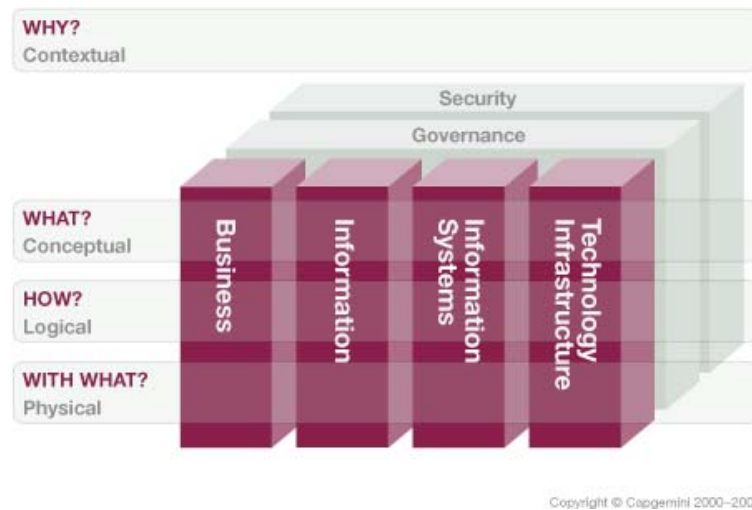 WHY?
Contextual
Security
Governance
WHAT?
Conceptual
HOW?
Logical
WITH WHAT?
Physical
Business
Information
Information
Systems
Technology
Infrastructure
Copyright © Capgemini 2000–200